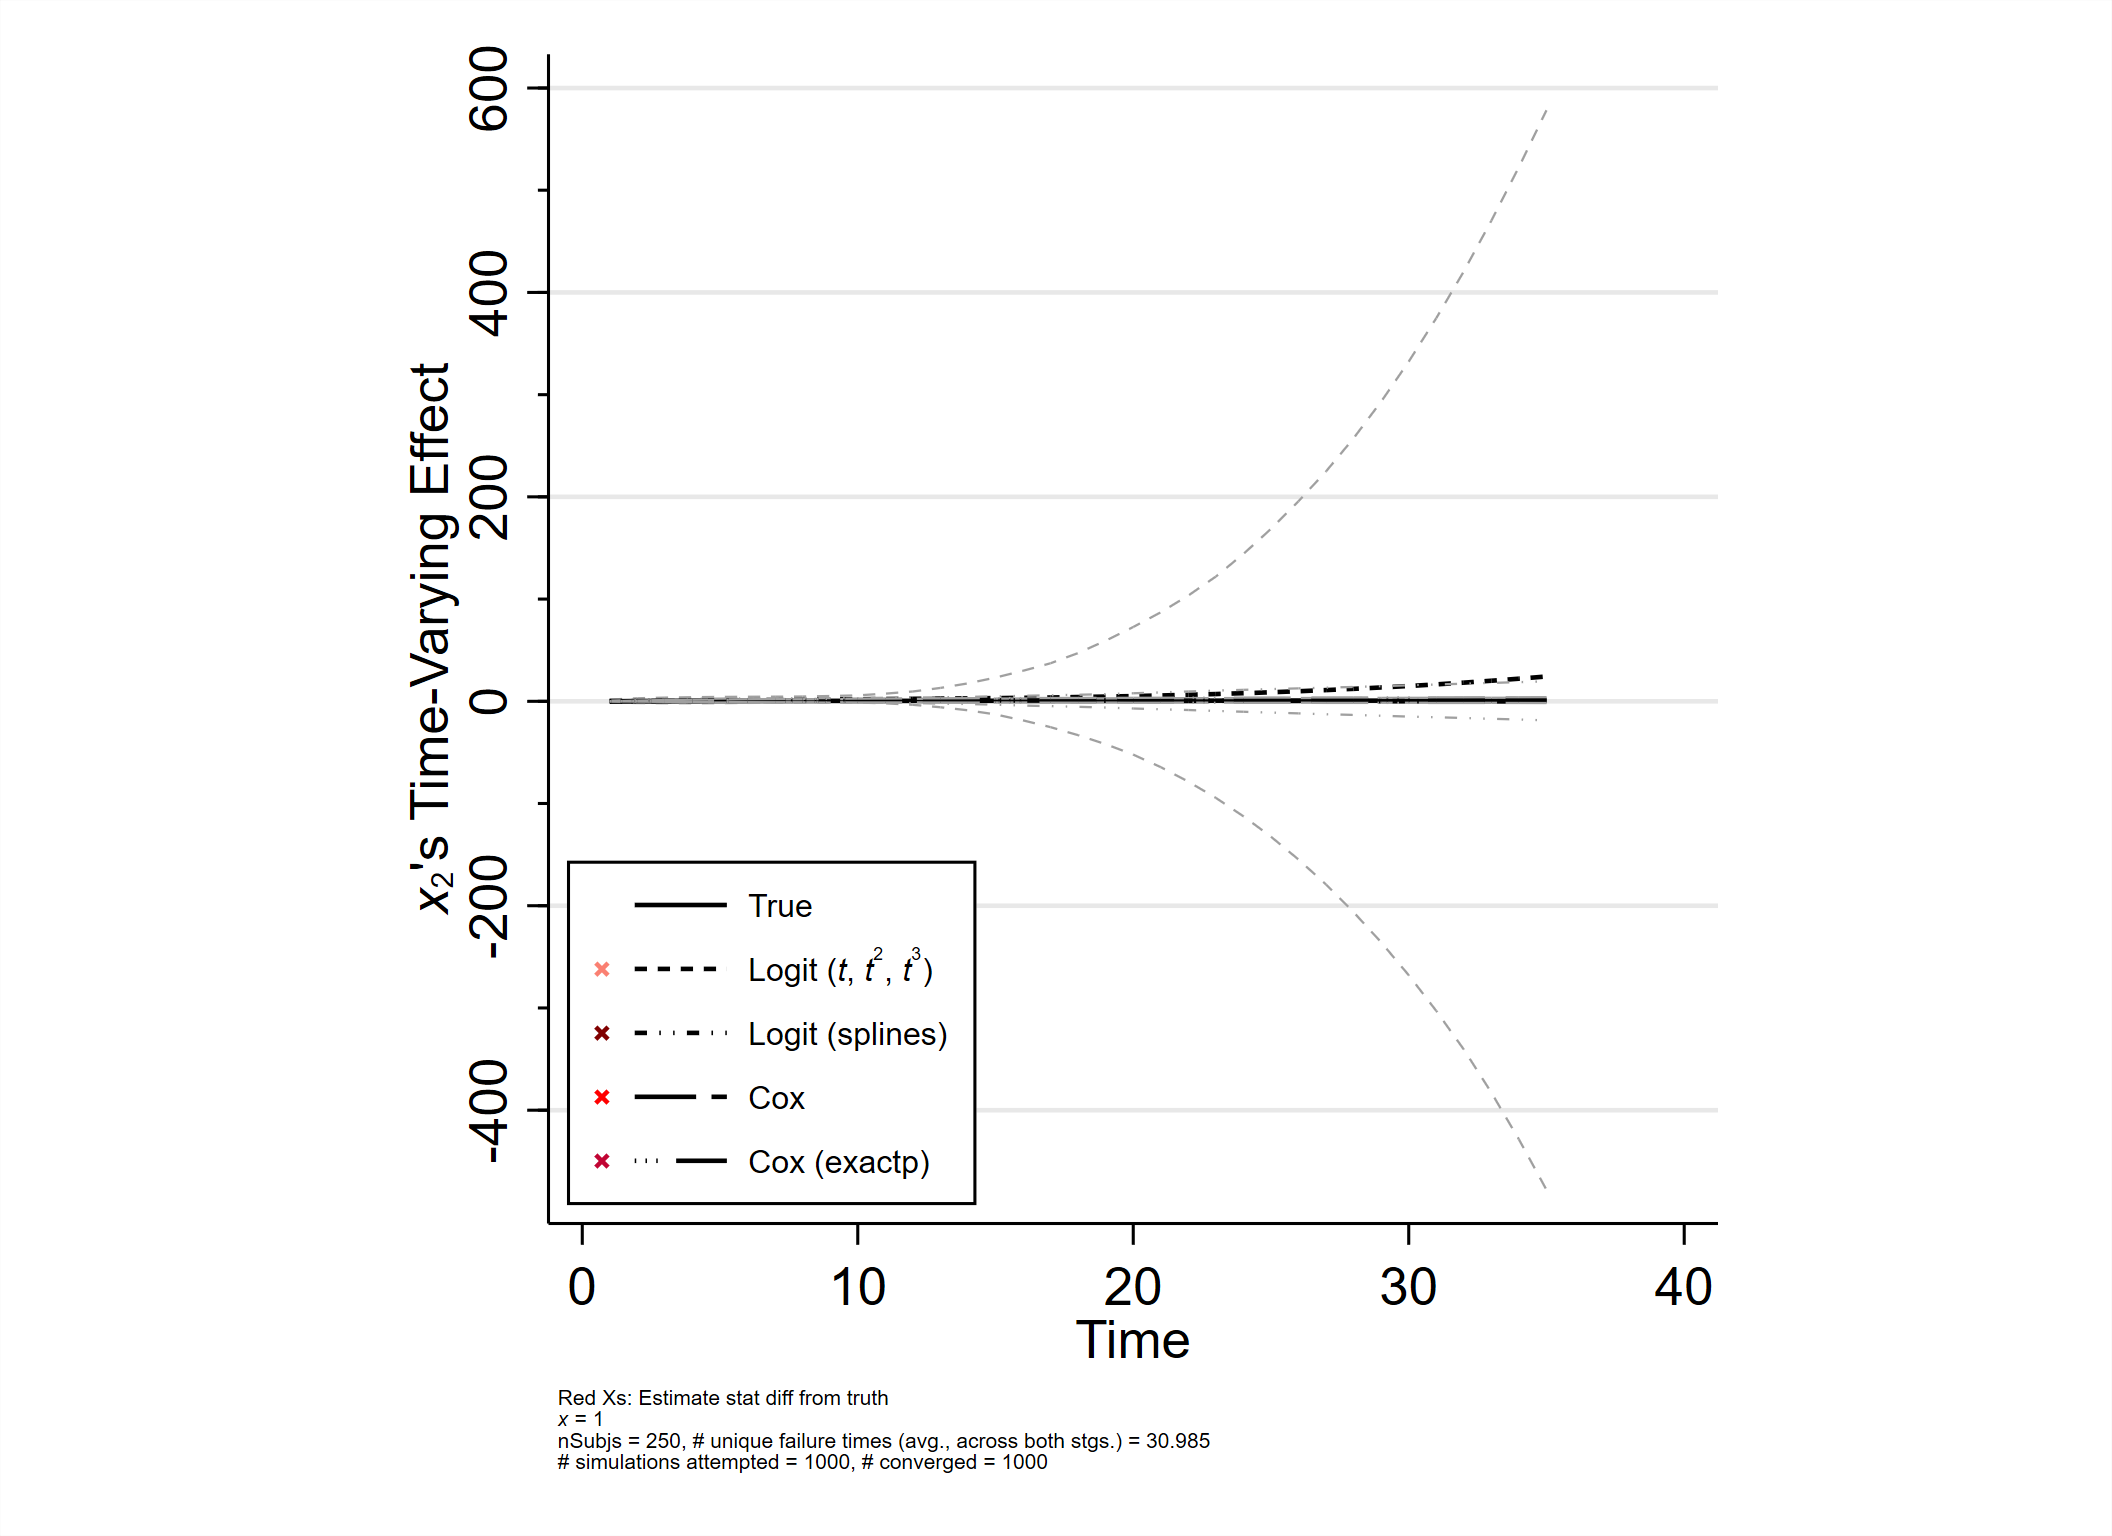 600
400
200
0
-200
-400
x₂'s Time-Varying Effect
True
Logit (t, t², t³)
Logit (splines)
Cox
Cox (exactp)
0 10 20 30 40
Time
Red Xs: Estimate stat diff from truth
x = 1
nSubjs = 250, # unique failure times (avg., across both stgs.) = 30.985
# simulations attempted = 1000, # converged = 1000